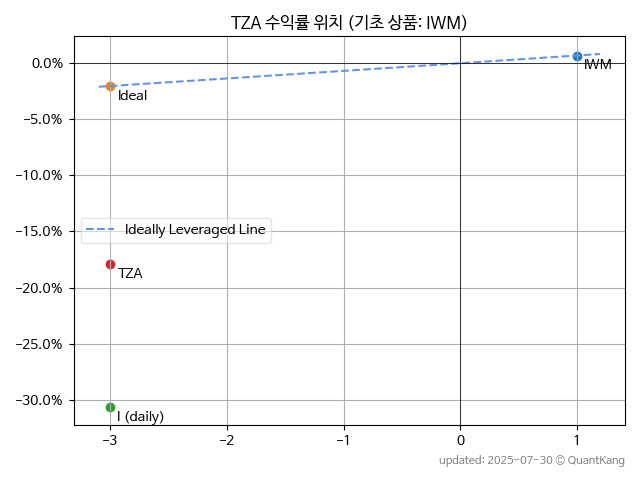 TZA 수익률 위치 (기초 상품: IWM)
0.0%
IWM
Ideal
-5.0%
-10.0%
Ideally Leveraged Line
-15.0%
TZA
-20.0%
-25.0%
-30.0%
I (daily)
-3
-2
-1
0
1
updated: 2025-07-30 © QuantKang